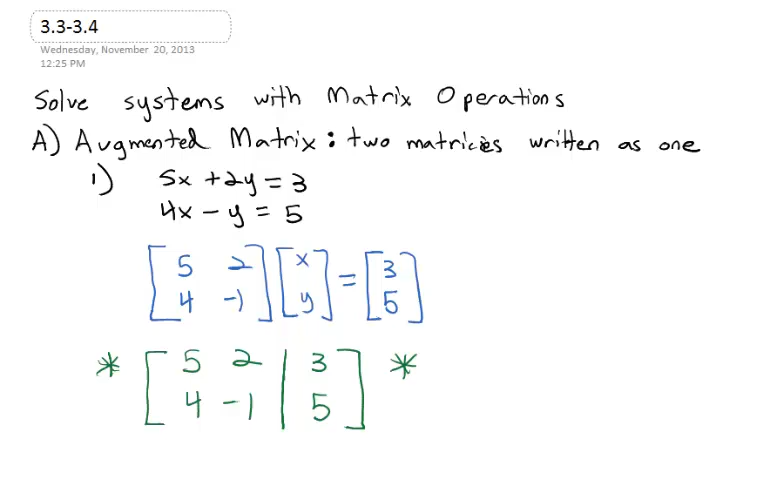 3.3-3.4
Wednesday, November 20, 2013
12:25 PM
Solve systems with Matrix Operations
A) Augmented Matrix: two matrices written as one
1) 5x + 2y = 3
4x - y = 5
[5 2] [x] = [3]
[4 -1] [y] [5]
* [5 2 | 3] *
[4 -1 | 5]